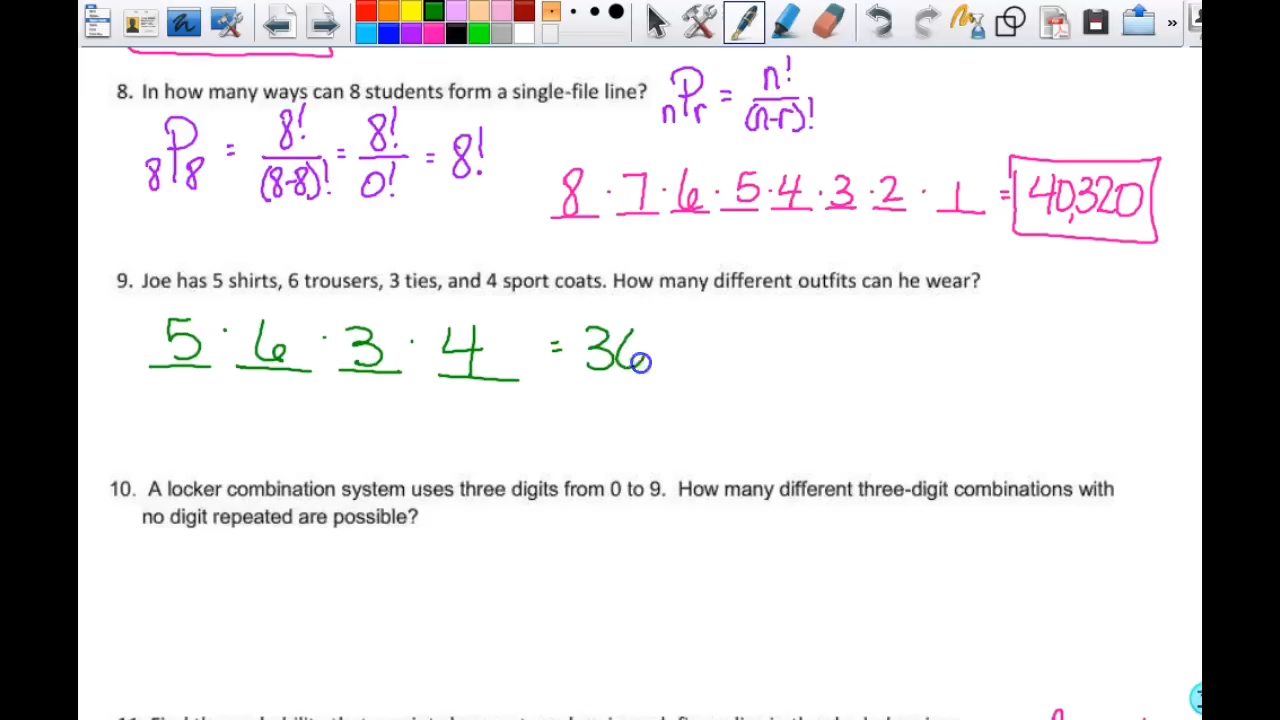 8. In how many ways can 8 students form a single-file line? nPr = n!/(n-r)!
8P8 = 8!/(8-8)! = 8!/0! = 8!
8 · 7 · 6 · 5 · 4 · 3 · 2 · 1 = 40,320
9. Joe has 5 shirts, 6 trousers, 3 ties, and 4 sport coats. How many different outfits can he wear?
5 · 6 · 3 · 4 = 36
10. A locker combination system uses three digits from 0 to 9. How many different three-digit combinations with
no digit repeated are possible?